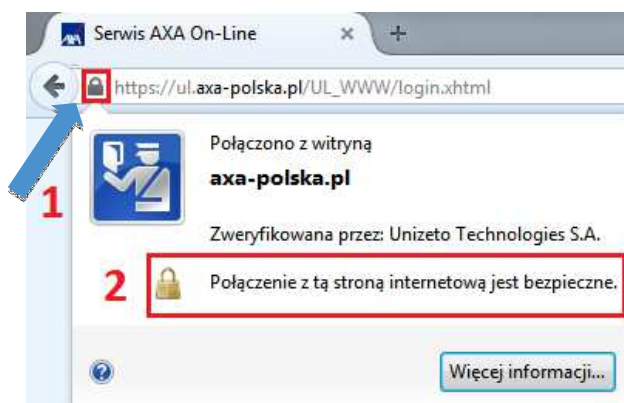 Serwis AXA On-Line
https://ul.axa-polska.pl/UL_WWW/login.xhtml
Połączono z witryną
axa-polska.pl
1
Zweryfikowana przez: Unizeto Technologies S.A.
2
Połączenie z tą stroną internetową jest bezpieczne.
Więcej informacji...